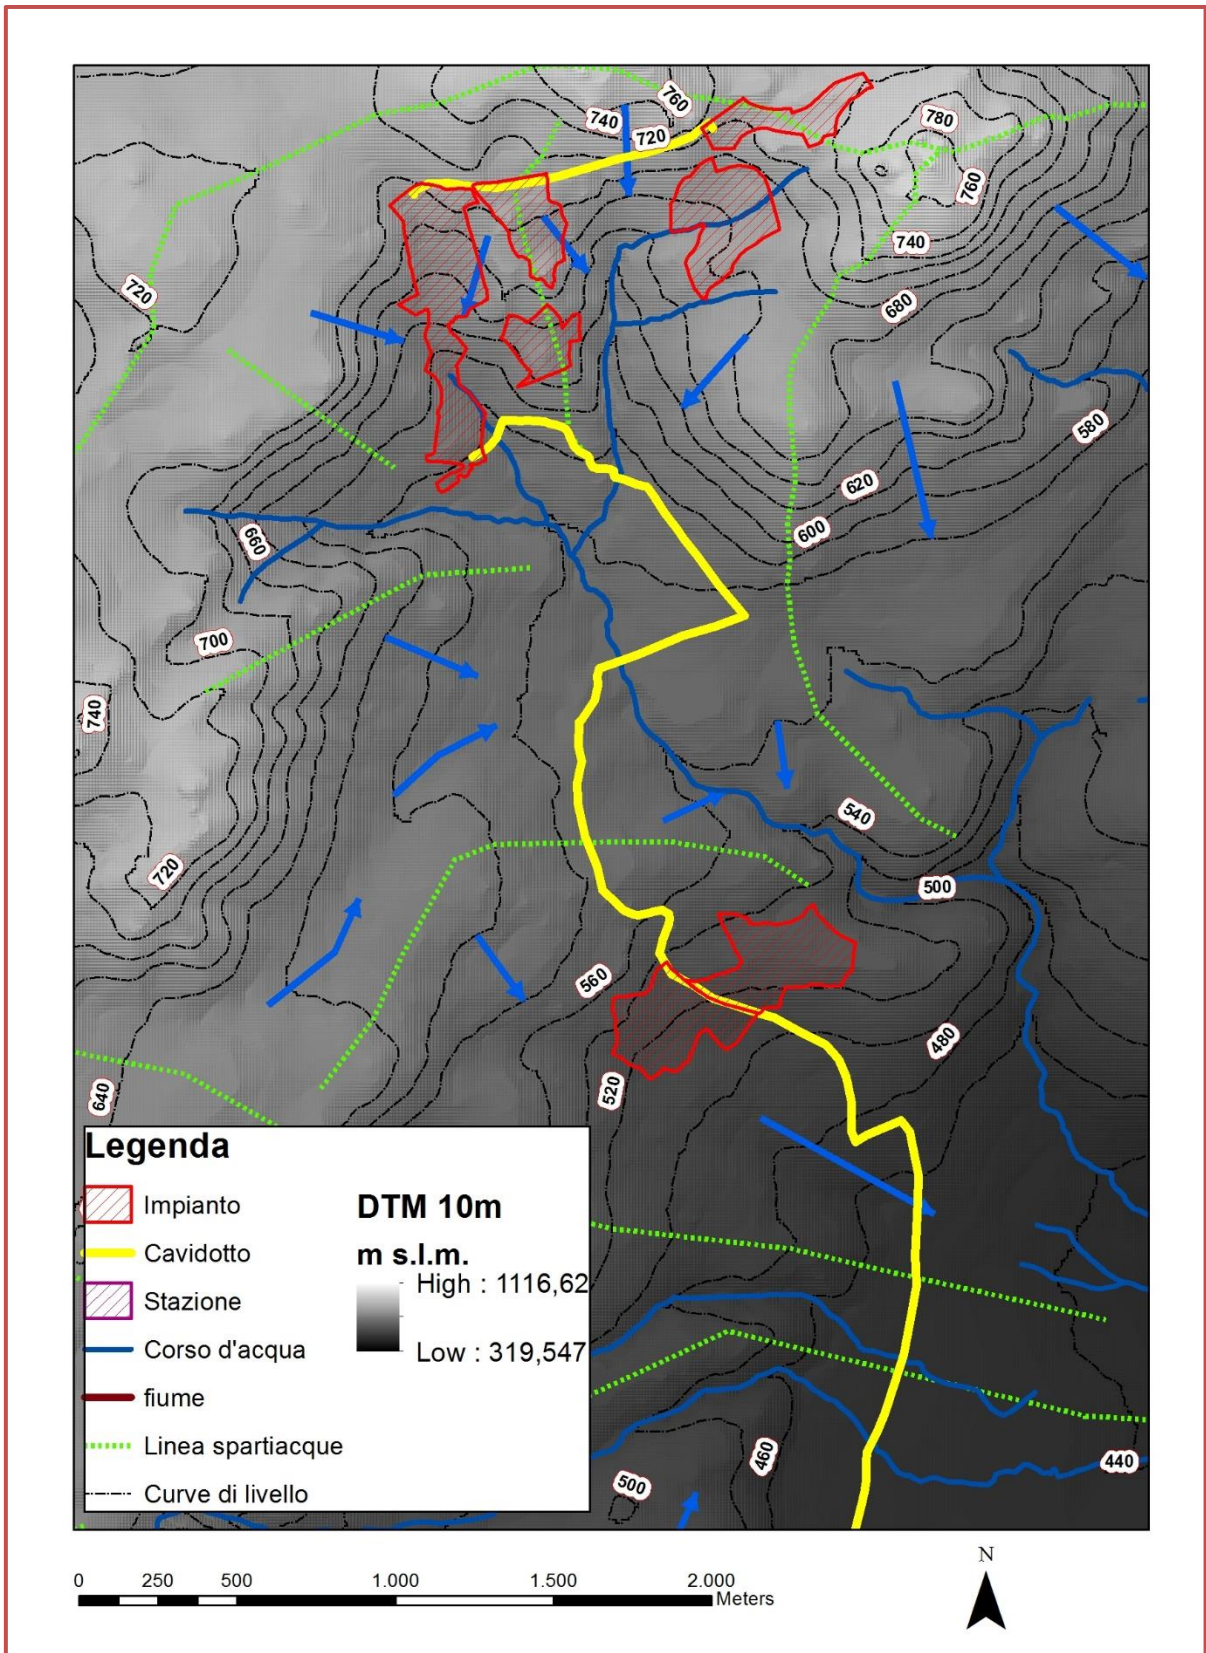 740
760
720
780
760
740
720
680
580
620
600
660
700
740
540
720
500
560
480
520
640
Legenda
Impianto
Cavidotto
Stazione
Corso d'acqua
fiume
Linea spartiacque
Curve di livello
DTM 10m
m s.l.m.
High : 1116,62
Low : 319,547
460
500
440
N
0 250 500 1.000 1.500 2.000
Meters